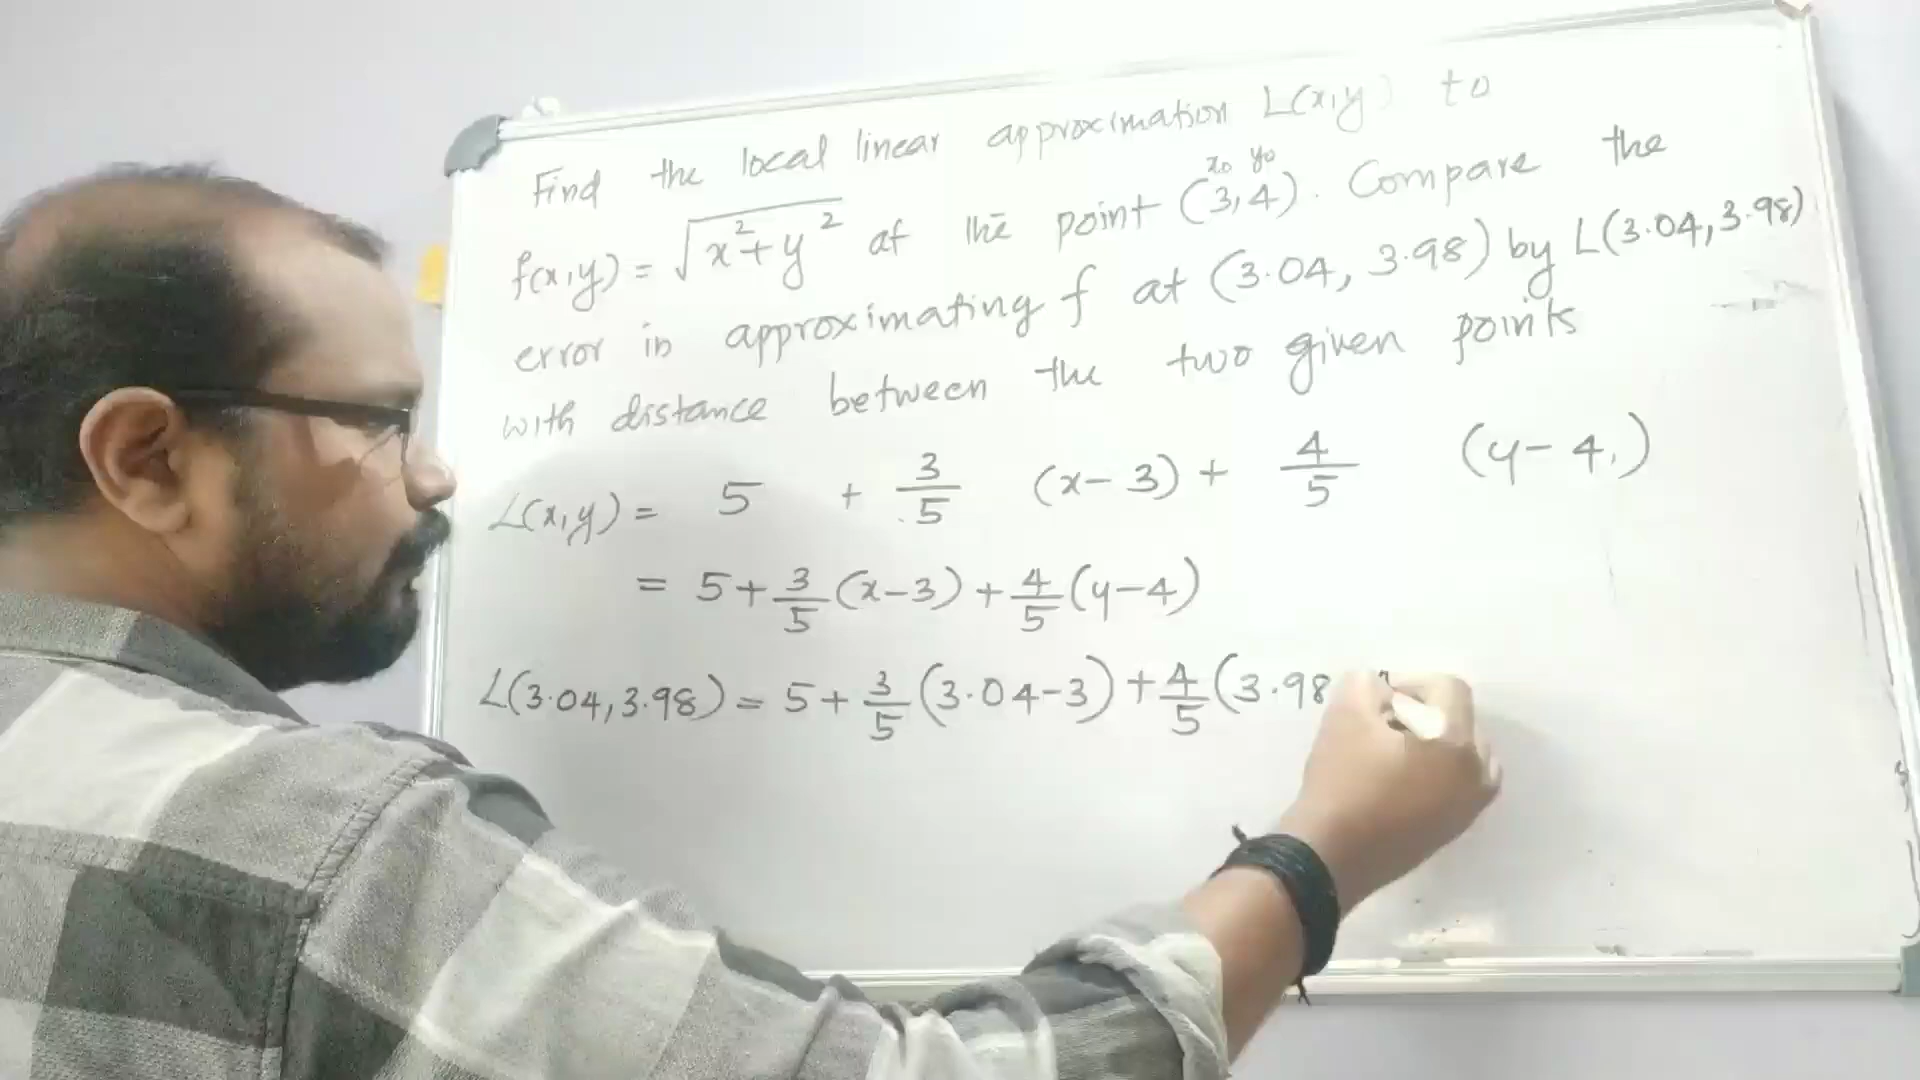 Find the local linear approximation L(x,y) to
x₀ y₀
f(x,y) = √x²+y² at the point (3,4). Compare the
error in approximating f at (3.04, 3.98) by L(3.04, 3.98)
with distance between the two given points
L(x,y) = 5 + 3/5 (x-3) + 4/5 (y-4)
= 5+3/5(x-3)+4/5(y-4)
L(3.04,3.98) = 5+3/5(3.04-3)+4/5(3.98